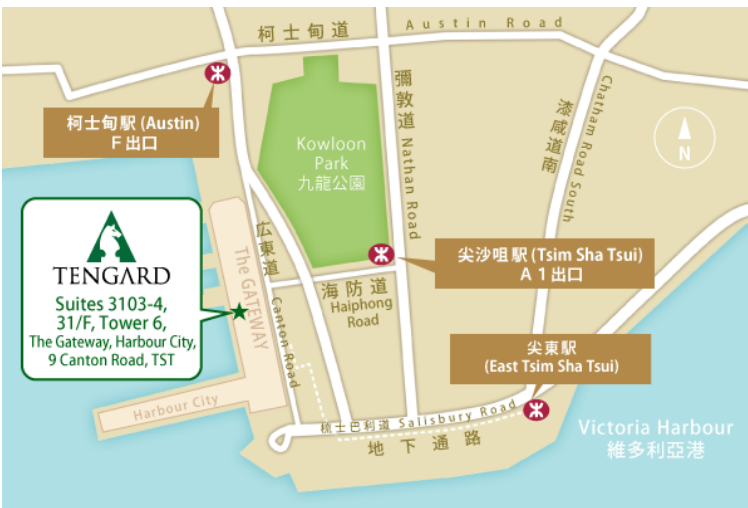 柯士甸道
Austin Road
柯士甸駅 (Austin)
F 出口
Kowloon
Park
九龍公園
彌敦道 Nathan Road
漆咸道南
Chatham Road South
N
TENGARD
Suites 3103-4,
31/F, Tower 6,
The Gateway, Harbour City,
9 Canton Road, TST
The GATEWAY
広東道
Canton Road
尖沙咀駅 (Tsim Sha Tsui)
A 1出口
海防道
Haiphong
Road
尖東駅
(East Tsim Sha Tsui)
Harbour City
梳士巴利道 Salisbury Road
地下通路
Victoria Harbour
維多利亞港